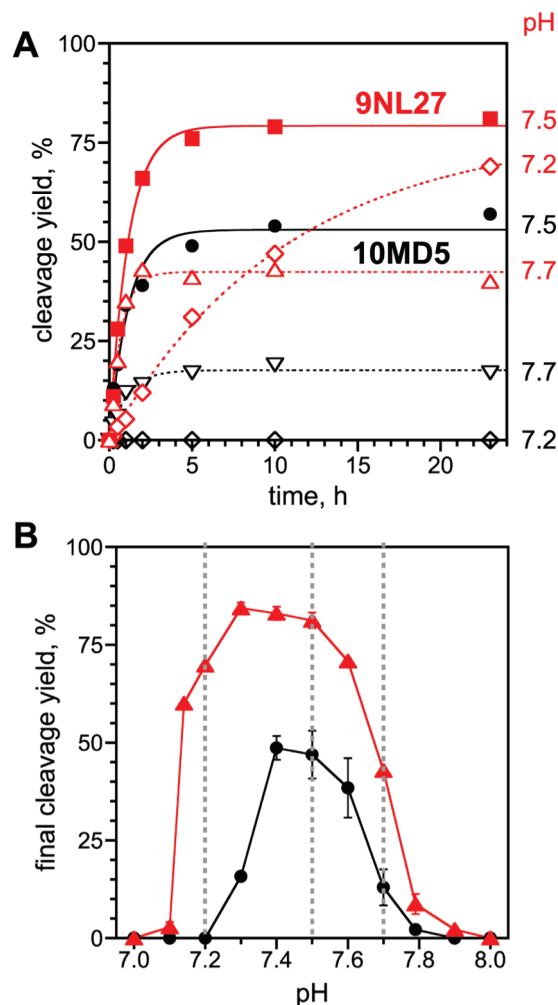 pH
A
100
75
50
25
0
cleavage yield, %
9NL27
10MD5
7.5
7.2
7.5
7.7
7.7
7.2
0 5 10 15 20
time, h
B
100
75
50
25
0
final cleavage yield, %
7.0 7.2 7.4 7.6 7.8 8.0
pH